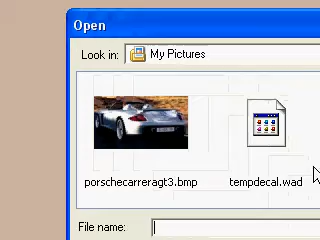 Open
Look in: My Pictures
porschecarreragt3.bmp tempdecal.wad
File name: